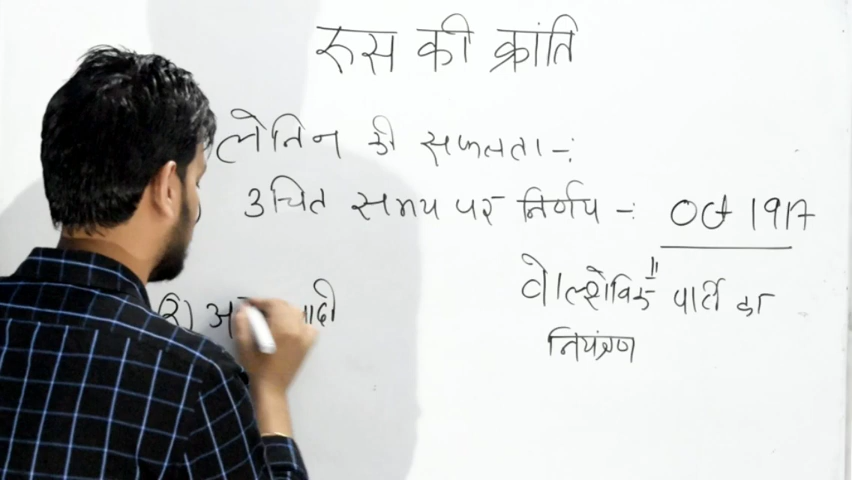 रूस की क्रांति
लेनिन की सफलता -:
उचित समय पर निर्णय -: Oct 1917
वोल्शेविक पार्टी का
नियंत्रण
(2)